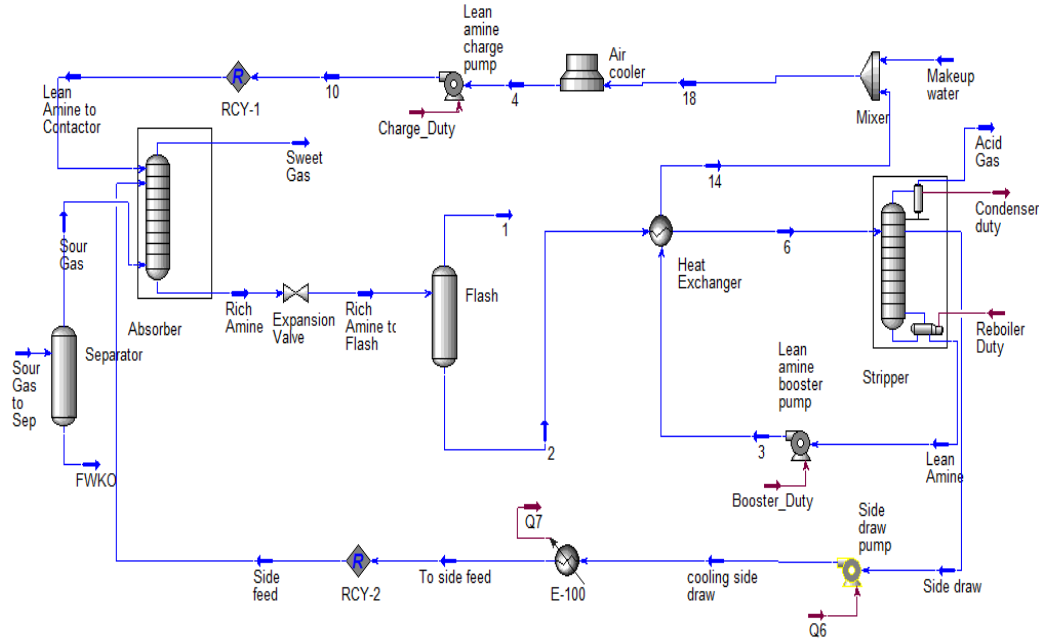 Lean
amine
charge
pump
Air
cooler
Makeup
water
Mixer
18
4
10
R
RCY-1
Charge_Duty
Lean
Amine to
Contactor
Sweet
Gas
Acid
Gas
14
Condenser
duty
Sour
Gas
1
6
Heat
Exchanger
Flash
Rich
Amine
Expansion
Valve
Rich
Amine to
Flash
Absorber
Reboiler
Duty
Separator
Sour
Gas
to
Sep
Stripper
Lean
amine
booster
pump
2
3
Lean
Amine
FWKO
Booster_Duty
Q7
Side
draw
pump
Side
feed
R
RCY-2
To side feed
E-100
cooling side
draw
Side draw
Q6